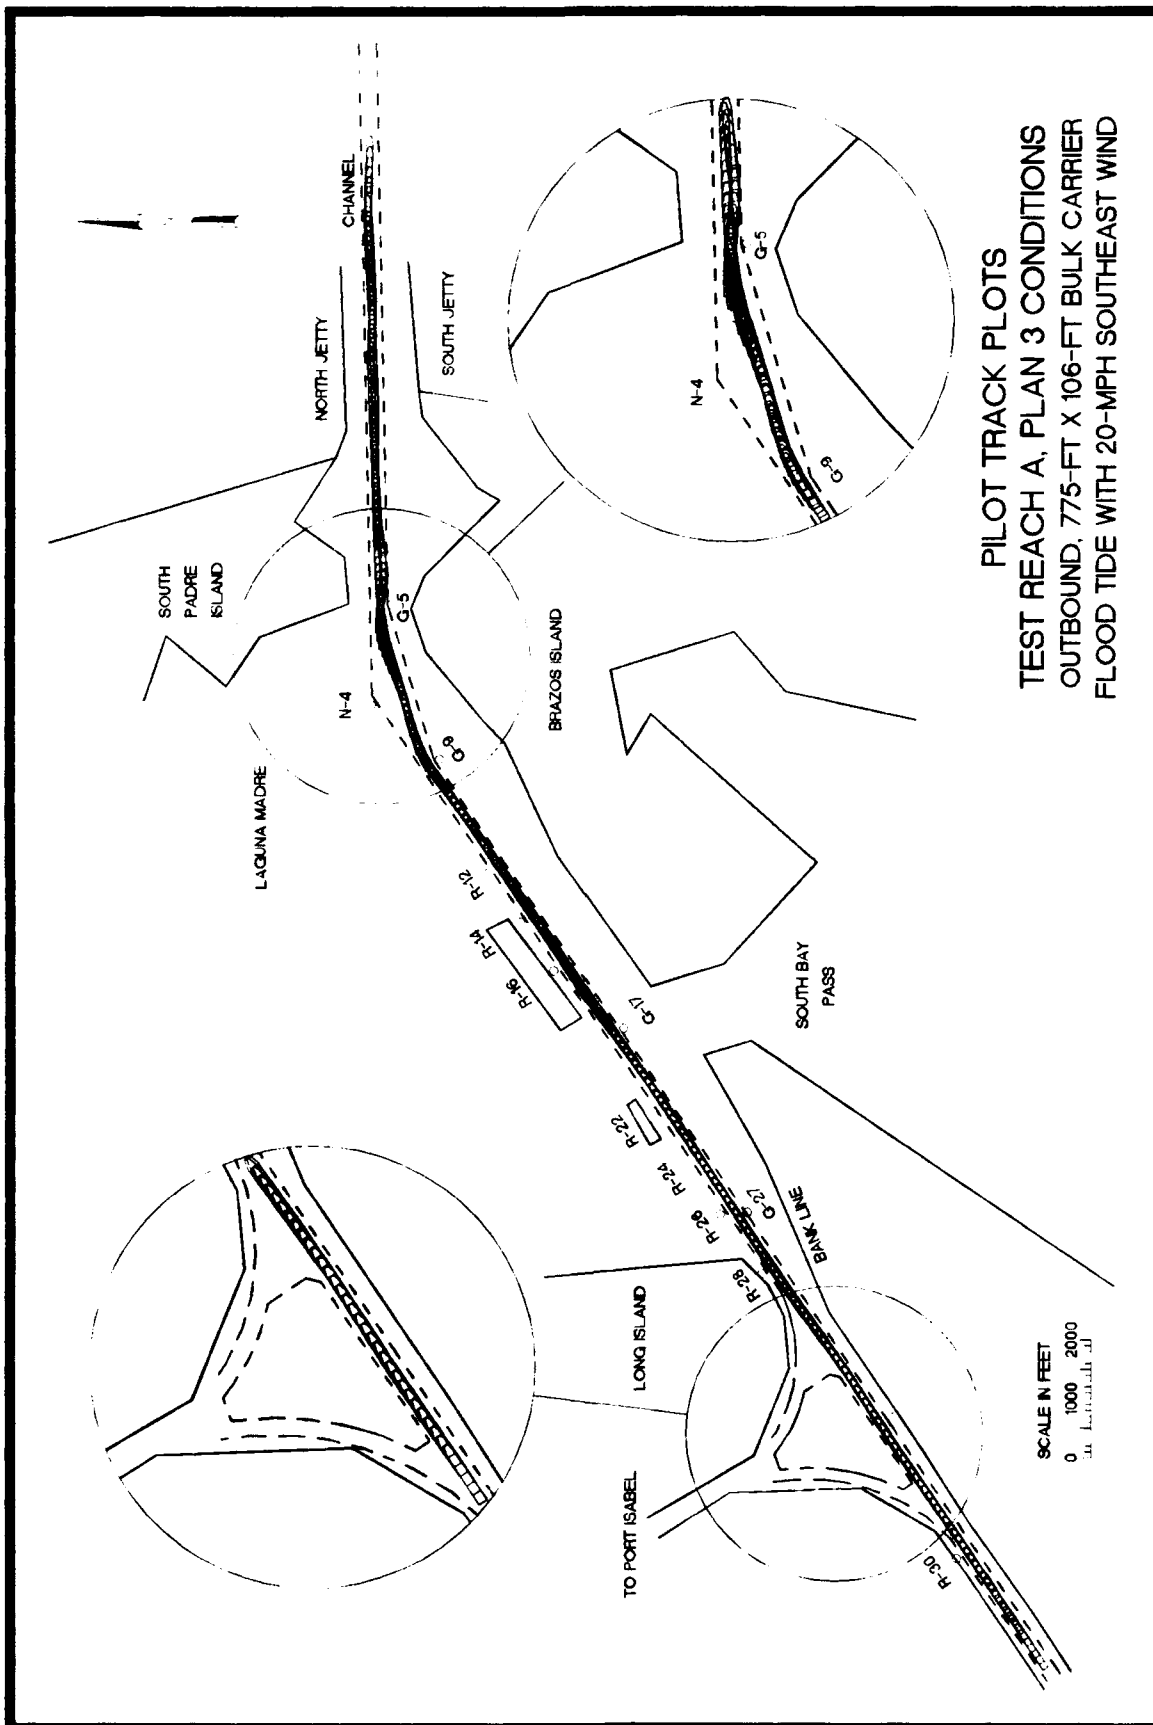 PILOT TRACK PLOTS
TEST REACH A, PLAN 3 CONDITIONS
OUTBOUND, 775-FT X 106-FT BULK CARRIER
FLOOD TIDE WITH 20-MPH SOUTHEAST WIND
CHANNEL
NORTH JETTY
SOUTH JETTY
SOUTH
PADRE
ISLAND
N-4
G-5
G-9
N-4
G-5
G-9
LAGUNA MADRE
BRAZOS ISLAND
R-12
R-14
R-16
G-17
SOUTH BAY
PASS
R-22
R-24
R-26
G-27
R-28
BANK LINE
LONG ISLAND
TO PORT ISABEL
R-30
SCALE IN FEET
0 1000 2000